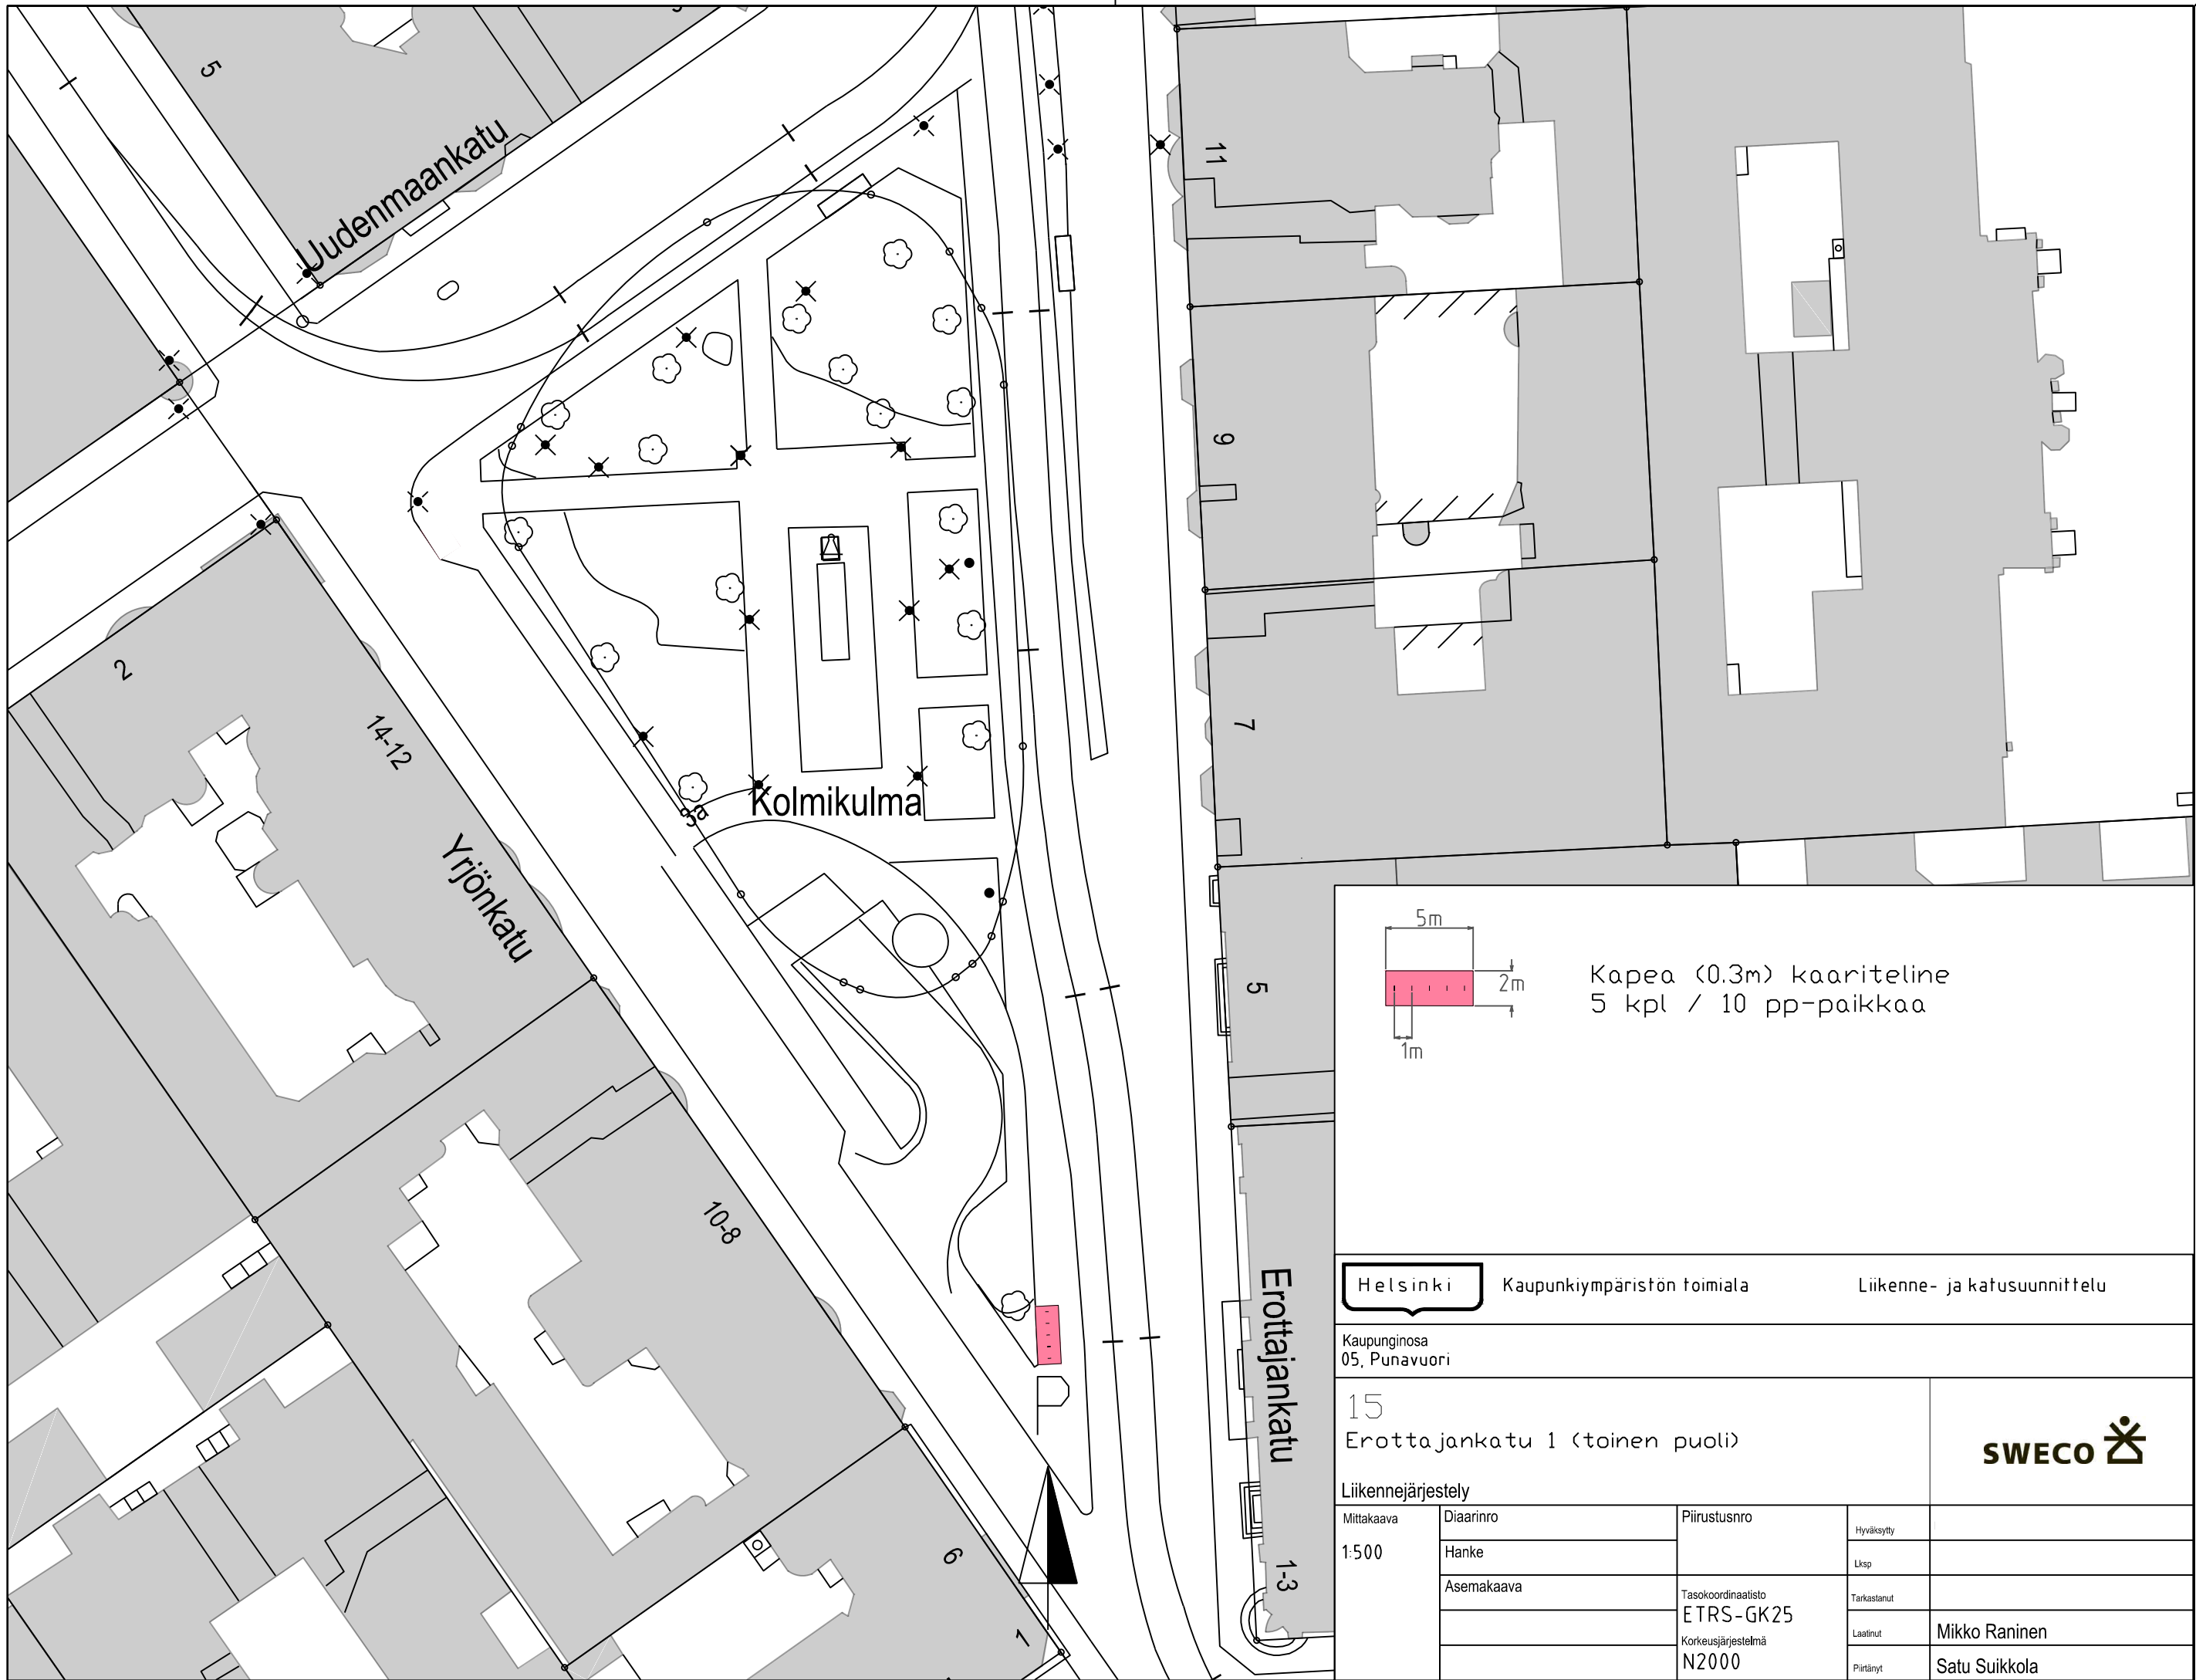 5
Uudenmaankatu
11
9
7
5
2
14-12
Yrjönkatu
3a
Kolmikulma
10-8
6
1
Erottajankatu
1-3
5m
2m
1m
Kapea (0.3m) kaariteline
5 kpl / 10 pp-paikkaa
Helsinki
Kaupunkiympäristön toimiala
Liikenne- ja katusuunnittelu
Kaupunginosa
05, Punavuori
15
Erottajankatu 1 (toinen puoli)
SWECO
Liikennejärjestely
Mittakaava
1:500
Diaarinro
Hanke
Asemakaava
Piirustusnro
Tasokoordinaatisto
ETRS-GK25
Korkeusjärjestelmä
N2000
Hyväksytty
Lksp
Tarkastanut
Laatinut
Mikko Raninen
Piirtänyt
Satu Suikkola